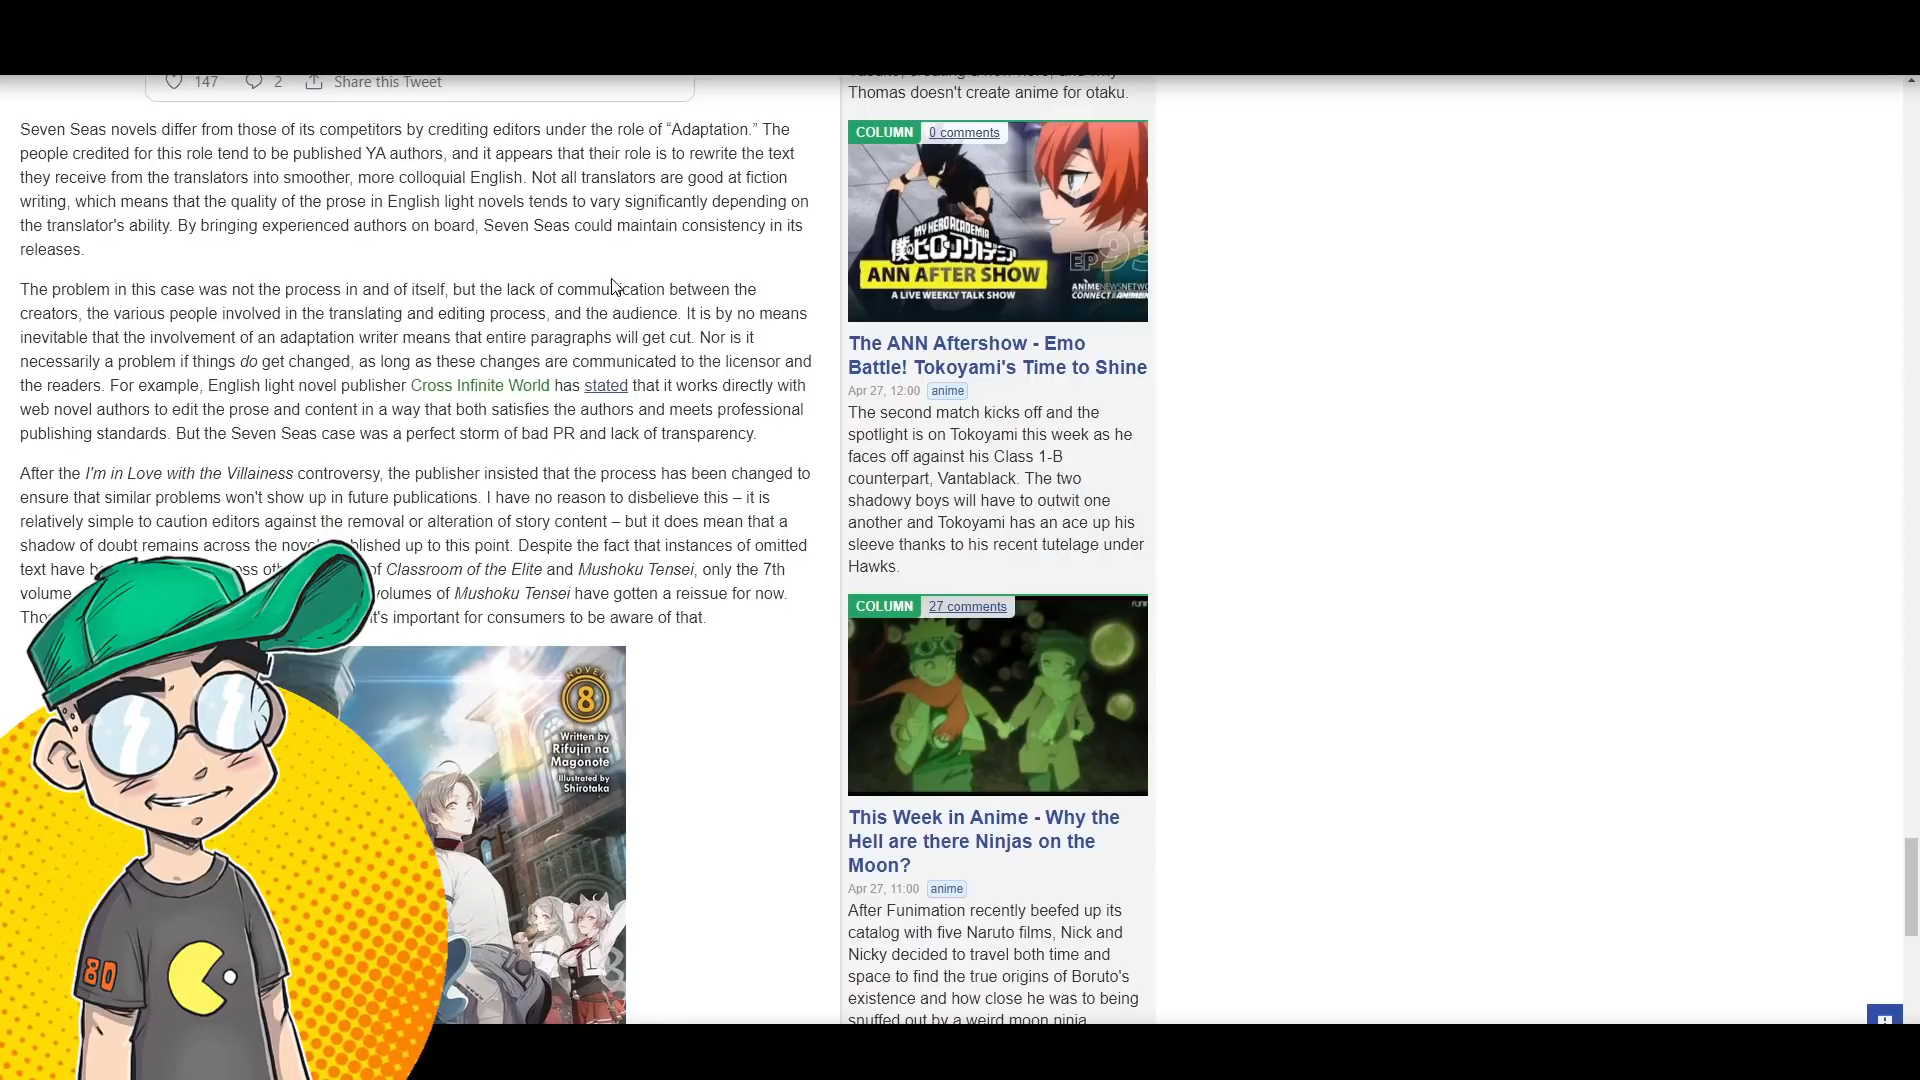 147 2 Share this Tweet
Seven Seas novels differ from those of its competitors by crediting editors under the role of “Adaptation.” The
people credited for this role tend to be published YA authors, and it appears that their role is to rewrite the text
they receive from the translators into smoother, more colloquial English. Not all translators are good at fiction
writing, which means that the quality of the prose in English light novels tends to vary significantly depending on
the translator's ability. By bringing experienced authors on board, Seven Seas could maintain consistency in its
releases.
The problem in this case was not the process in and of itself, but the lack of communication between the
creators, the various people involved in the translating and editing process, and the audience. It is by no means
inevitable that the involvement of an adaptation writer means that entire paragraphs will get cut. Nor is it
necessarily a problem if things do get changed, as long as these changes are communicated to the licensor and
the readers. For example, English light novel publisher Cross Infinite World has stated that it works directly with
web novel authors to edit the prose and content in a way that both satisfies the authors and meets professional
publishing standards. But the Seven Seas case was a perfect storm of bad PR and lack of transparency.
After the I'm in Love with the Villainess controversy, the publisher insisted that the process has been changed to
ensure that similar problems won't show up in future publications. I have no reason to disbelieve this – it is
relatively simple to caution editors against the removal or alteration of story content – but it does mean that a
shadow of doubt remains across the published up to this point. Despite the fact that instances of omitted
text have of Classroom of the Elite and Mushoku Tensei, only the 7th
volume volumes of Mushoku Tensei have gotten a reissue for now.
it's important for consumers to be aware of that.
NOVEL
8
Written by
Rifujin na
Magonote
Illustrated by
Shirotaka
80
Thomas doesn't create anime for otaku.
COLUMN 0 comments
MY HERO ACADEMIA
僕のヒーローアカデミア
EP 93
ANN AFTER SHOW
A LIVE WEEKLY TALK SHOW
The ANN Aftershow - Emo
Battle! Tokoyami's Time to Shine
Apr 27, 12:00 anime
The second match kicks off and the
spotlight is on Tokoyami this week as he
faces off against his Class 1-B
counterpart, Vantablack. The two
shadowy boys will have to outwit one
another and Tokoyami has an ace up his
sleeve thanks to his recent tutelage under
Hawks.
COLUMN 27 comments
This Week in Anime - Why the
Hell are there Ninjas on the
Moon?
Apr 27, 11:00 anime
After Funimation recently beefed up its
catalog with five Naruto films, Nick and
Nicky decided to travel both time and
space to find the true origins of Boruto's
existence and how close he was to being
snuffed out by a weird moon ninja